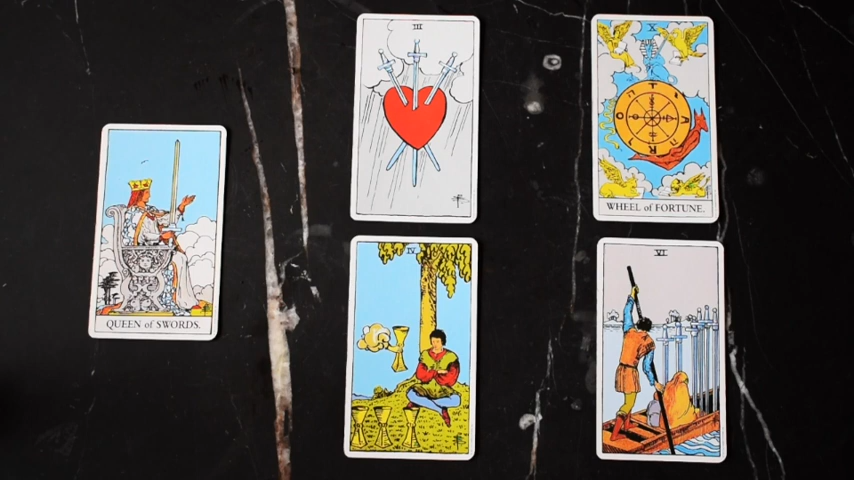 QUEEN of SWORDS.
III
X
WHEEL of FORTUNE.
IV
VI